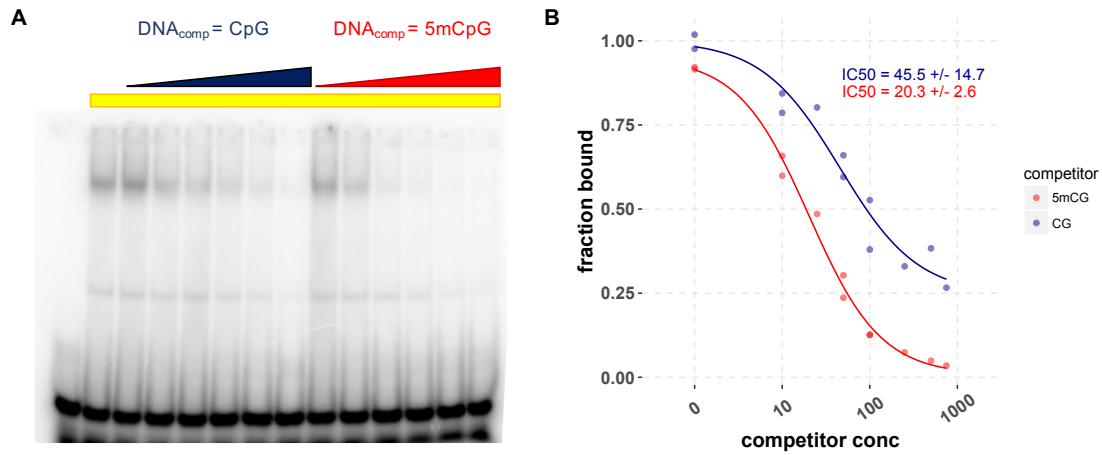 A
DNAcomp = CpG
DNAcomp = 5mCpG
B
fraction bound
1.00
0.75
0.50
0.25
0.00
IC50 = 45.5 +/- 14.7
IC50 = 20.3 +/- 2.6
0
10
100
1000
competitor conc
competitor
5mCG
CG